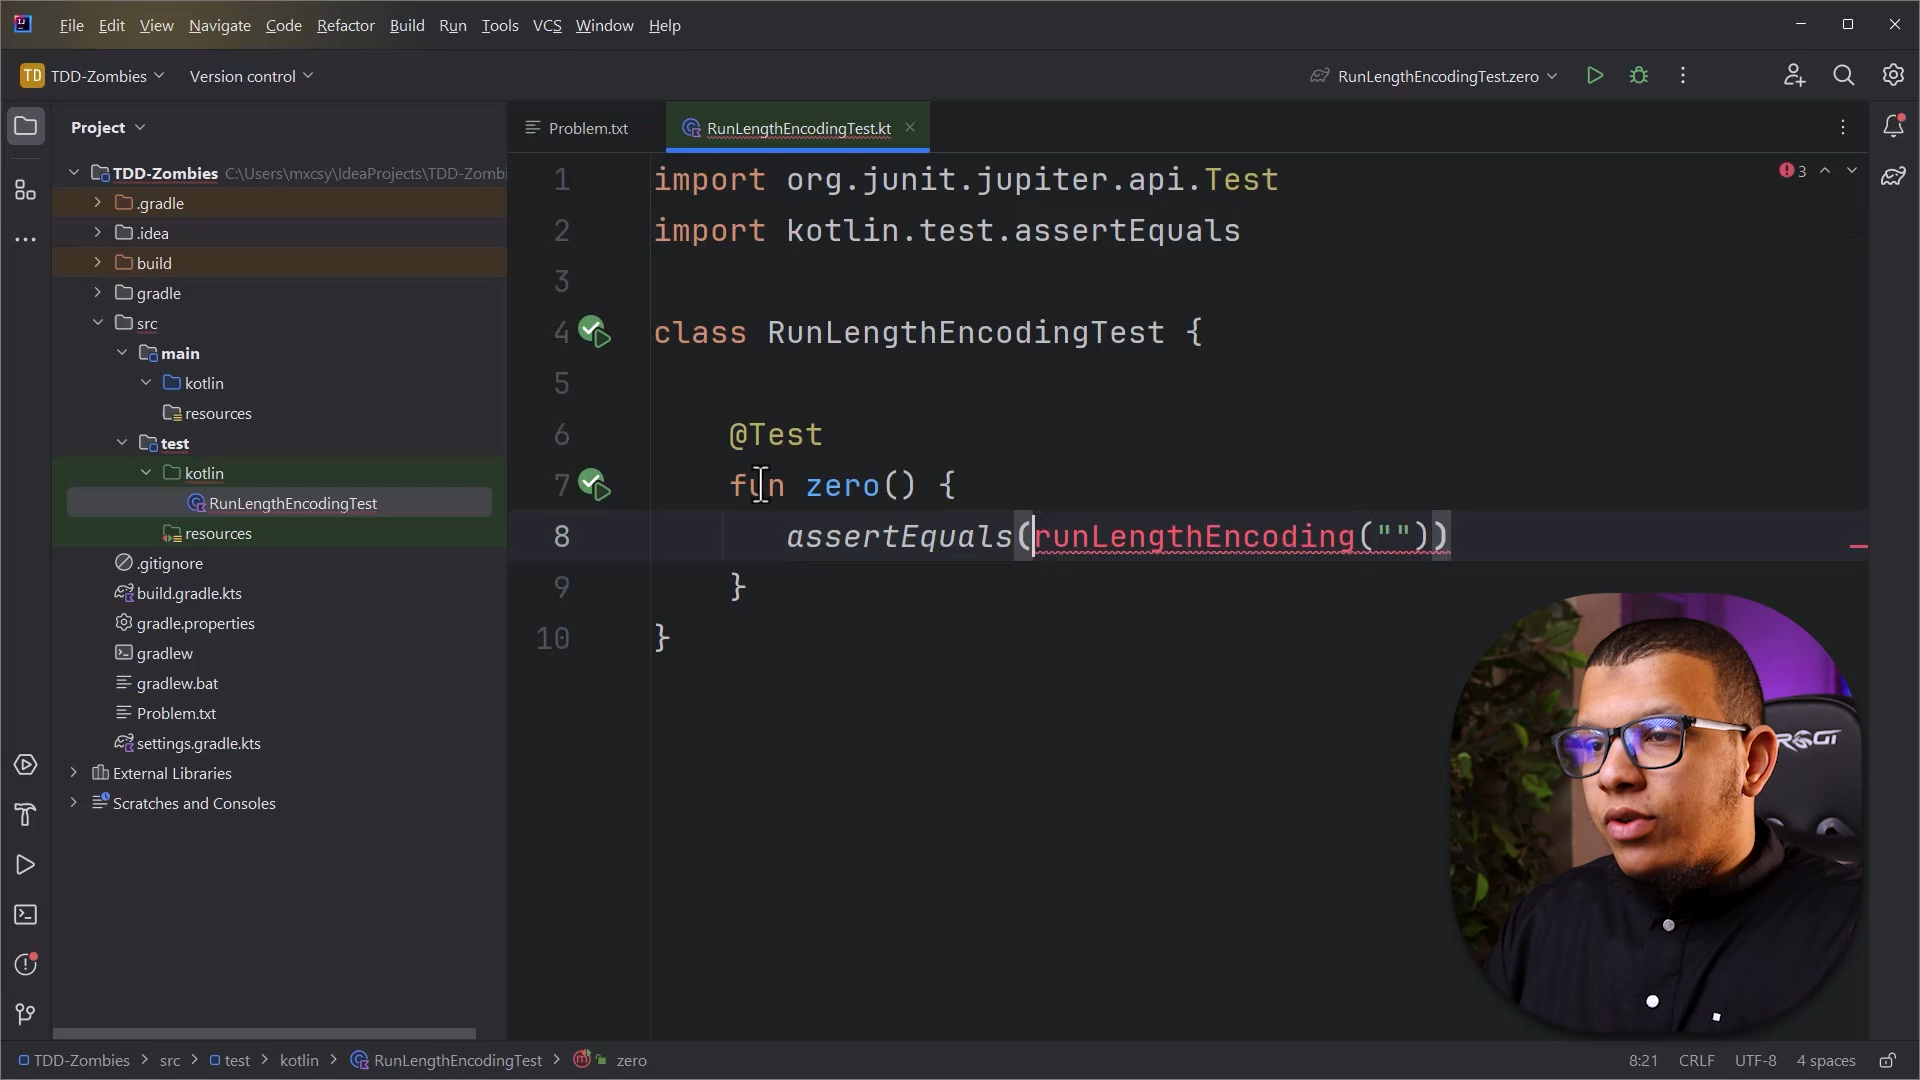 File Edit View Navigate Code Refactor Build Run Tools VCS Window Help
TD TDD-Zombies Version control RunLengthEncodingTest.zero
Project
Problem.txt RunLengthEncodingTest.kt
TDD-Zombies C:\Users\mxcsy\IdeaProjects\TDD-Zombi
.gradle
.idea
build
gradle
src
main
kotlin
resources
test
kotlin
RunLengthEncodingTest
resources
.gitignore
build.gradle.kts
gradle.properties
gradlew
gradlew.bat
Problem.txt
settings.gradle.kts
External Libraries
Scratches and Consoles
3
1 import org.junit.jupiter.api.Test
2 import kotlin.test.assertEquals
3
4 class RunLengthEncodingTest {
5
6 @Test
7 fun zero() {
8 assertEquals(runLengthEncoding(""))
9 }
10 }
TDD-Zombies > src > test > kotlin > RunLengthEncodingTest > zero
8:21 CRLF UTF-8 4 spaces